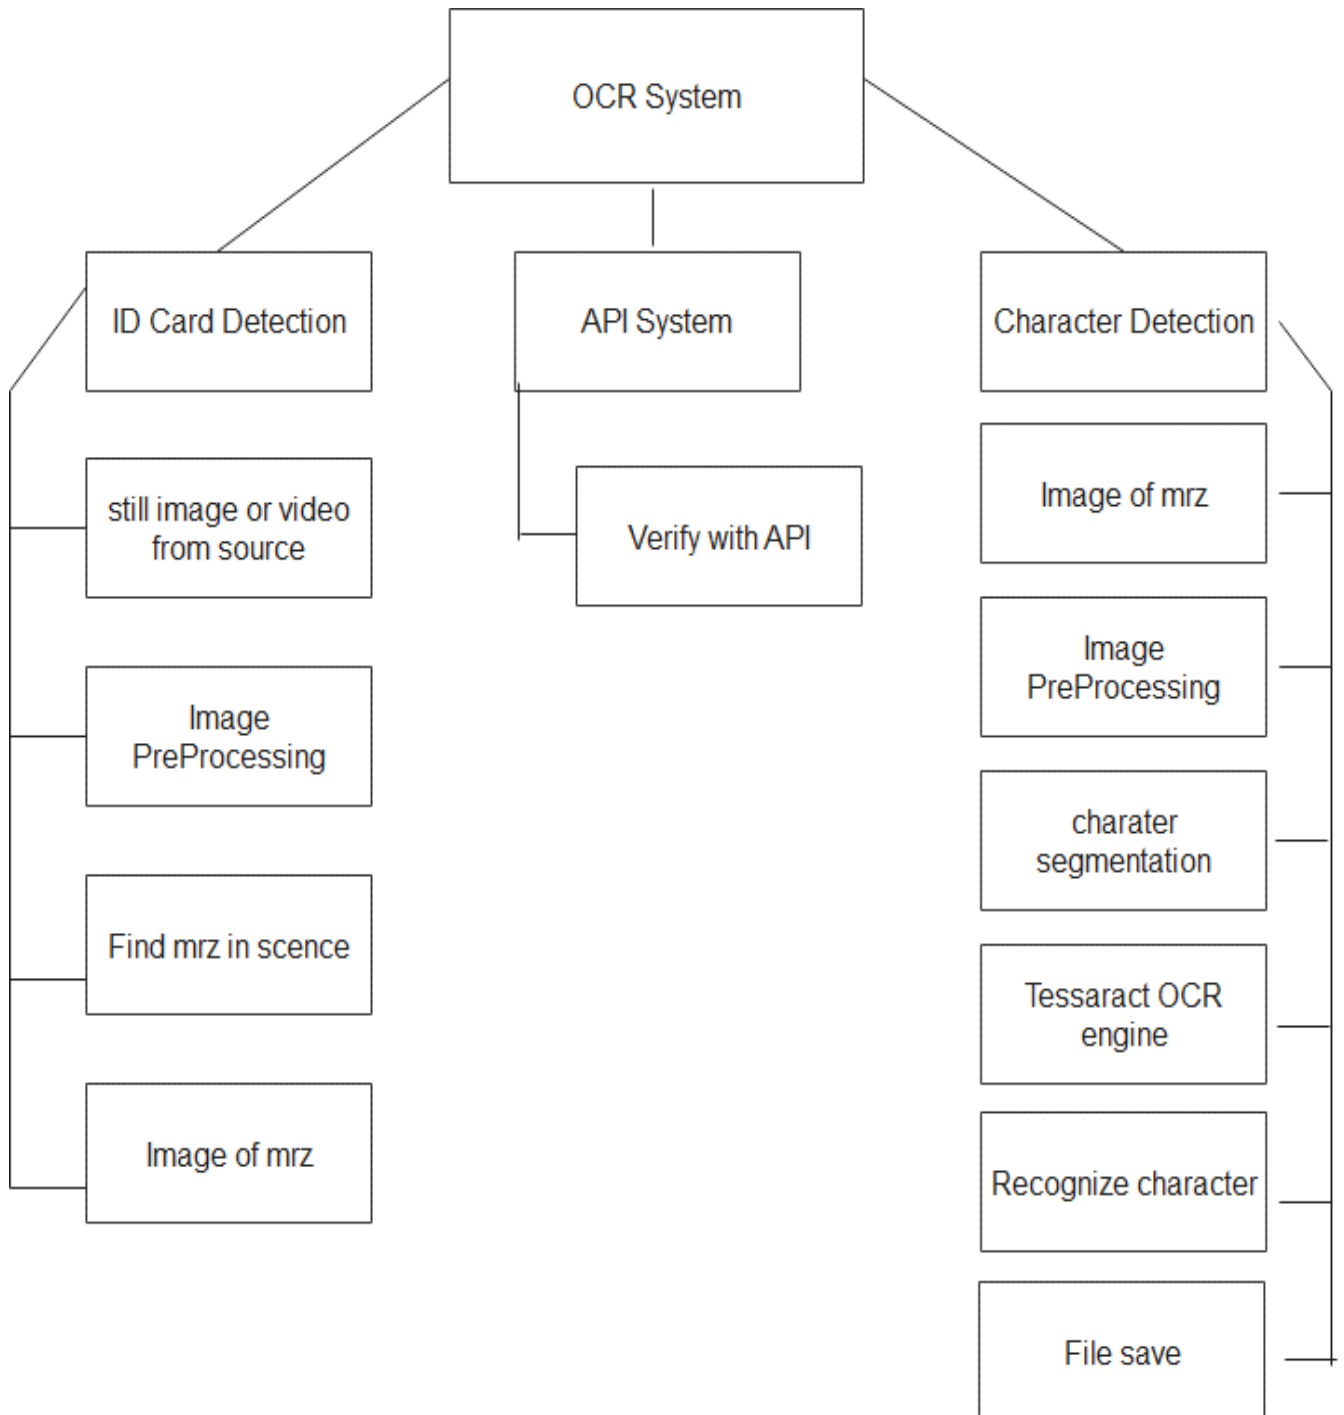 OCR System
ID Card Detection
API System
Character Detection
still image or video
from source
Image
PreProcessing
Find mrz in scence
Image of mrz
Verify with API
Image of mrz
Image
PreProcessing
charater
segmentation
Tessaract OCR
engine
Recognize character
File save